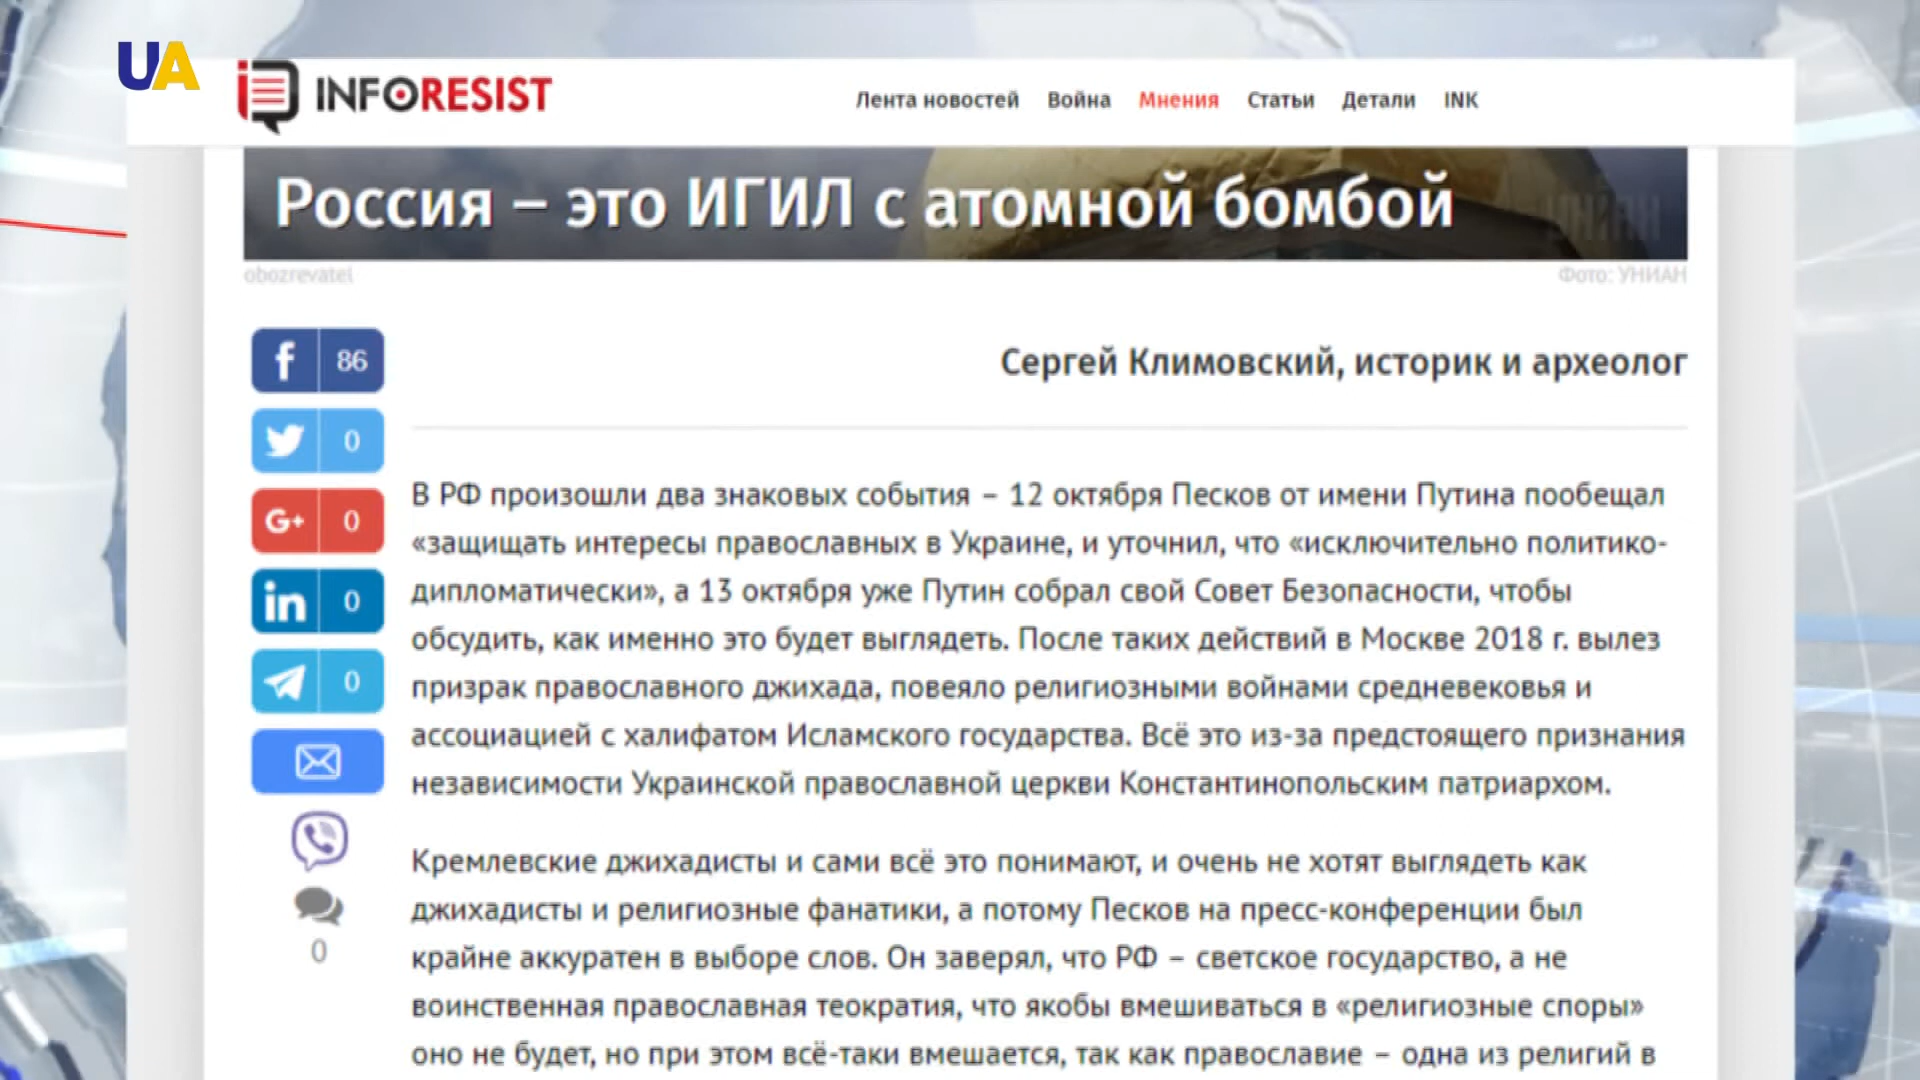 UA
INFORESIST
Лента новостей Война Мнения Статьи Детали INK
Россия – это ИГИЛ с атомной бомбой
УНИАН
obozrevatel
Фото: УНИАН
86
Сергей Климовский, историк и археолог
0
G+ 0
in 0
0
0
В РФ произошли два знаковых события – 12 октября Песков от имени Путина пообещал
«защищать интересы православных в Украине, и уточнил, что «исключительно политико-
дипломатически», а 13 октября уже Путин собрал свой Совет Безопасности, чтобы
обсудить, как именно это будет выглядеть. После таких действий в Москве 2018 г. вылез
призрак православного джихада, повеяло религиозными войнами средневековья и
ассоциацией с халифатом Исламского государства. Всё это из-за предстоящего признания
независимости Украинской православной церкви Константинопольским патриархом.
Кремлевские джихадисты и сами всё это понимают, и очень не хотят выглядеть как
джихадисты и религиозные фанатики, а потому Песков на пресс-конференции был
крайне аккуратен в выборе слов. Он заверял, что РФ – светское государство, а не
воинственная православная теократия, что якобы вмешиваться в «религиозные споры»
оно не будет, но при этом всё-таки вмешается, так как православие – одна из религий в